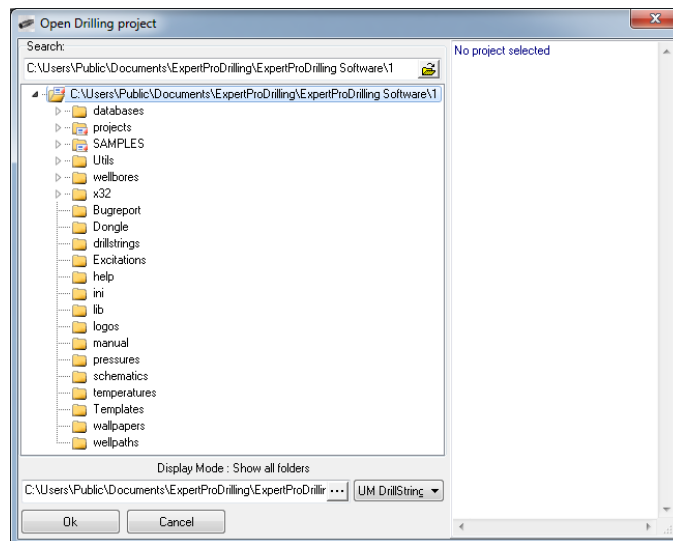 Open Drilling project
Search:
C:\Users\Public\Documents\ExpertProDrilling\ExpertProDrilling Software\1
No project selected
C:\Users\Public\Documents\ExpertProDrilling\ExpertProDrilling Software\1
databases
projects
SAMPLES
Utils
wellbores
x32
Bugreport
Dongle
drillstrings
Excitations
help
ini
lib
logos
manual
pressures
schematics
temperatures
Templates
wallpapers
wellpaths
Display Mode : Show all folders
C:\Users\Public\Documents\ExpertProDrilling\ExpertProDrillir ... UM DrillString
Ok Cancel